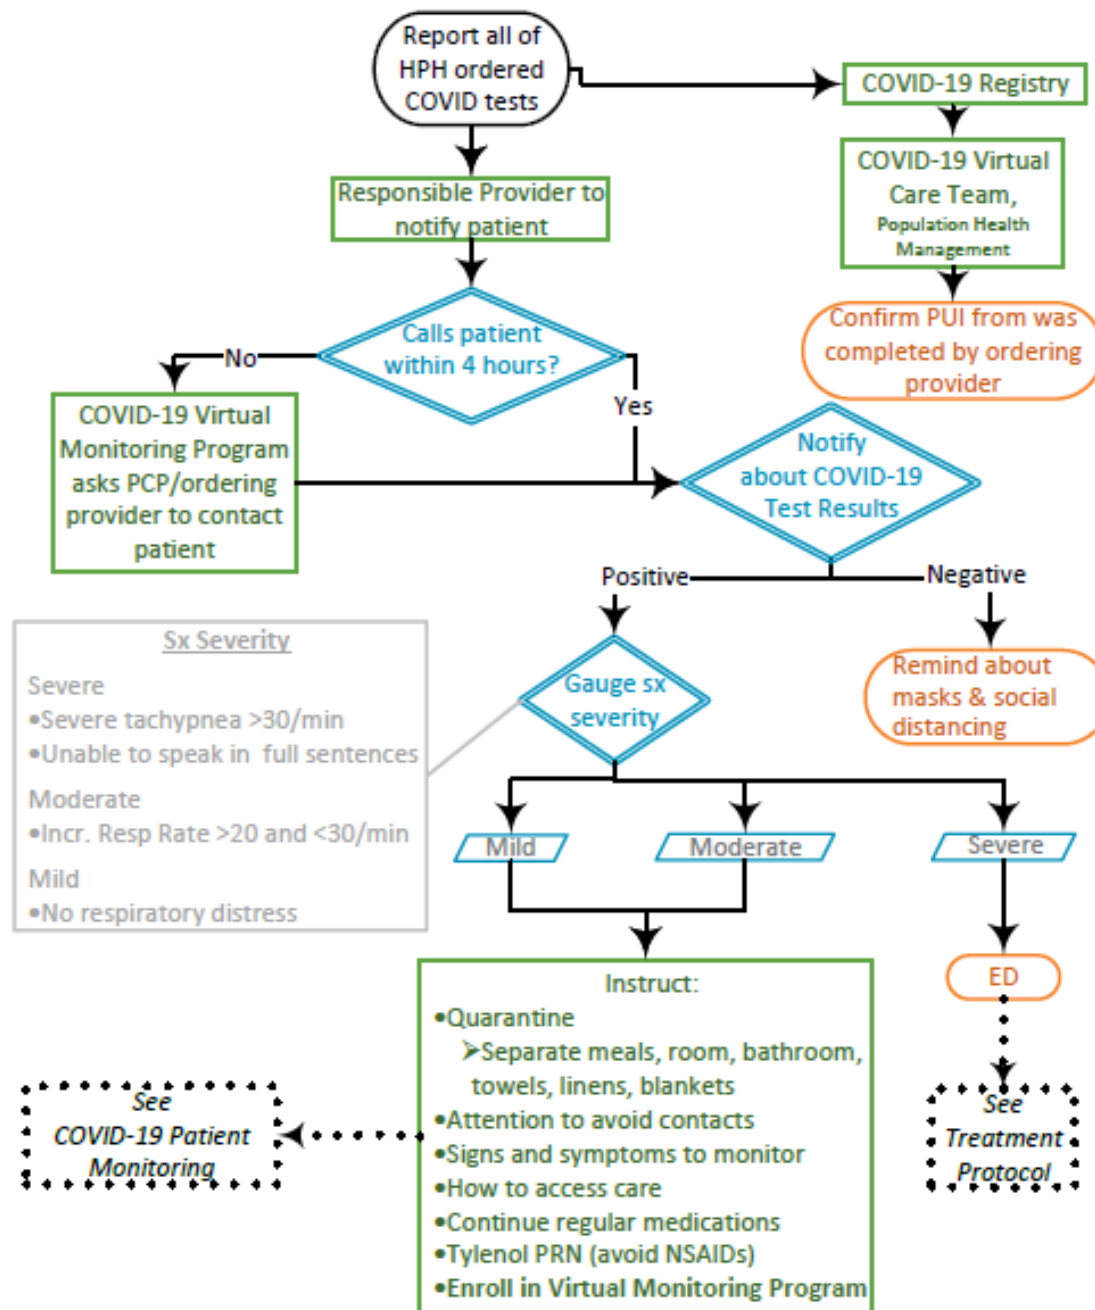 Report all of
HPH ordered
COVID tests
COVID-19 Registry
COVID-19 Virtual
Care Team,
Population Health
Management
Responsible Provider to
notify patient
Confirm PUI from was
completed by ordering
provider
Calls patient
within 4 hours?
No
Yes
COVID-19 Virtual
Monitoring Program
asks PCP/ordering
provider to contact
patient
Notify
about COVID-19
Test Results
Positive
Negative
Sx Severity
Severe
•Severe tachypnea >30/min
•Unable to speak in full sentences
Moderate
•Incr. Resp Rate >20 and <30/min
Mild
•No respiratory distress
Gauge sx
severity
Remind about
masks & social
distancing
Mild
Moderate
Severe
ED
Instruct:
•Quarantine
➢Separate meals, room, bathroom,
towels, linens, blankets
•Attention to avoid contacts
•Signs and symptoms to monitor
•How to access care
•Continue regular medications
•Tylenol PRN (avoid NSAIDs)
•Enroll in Virtual Monitoring Program
See
COVID-19 Patient
Monitoring
See
Treatment
Protocol